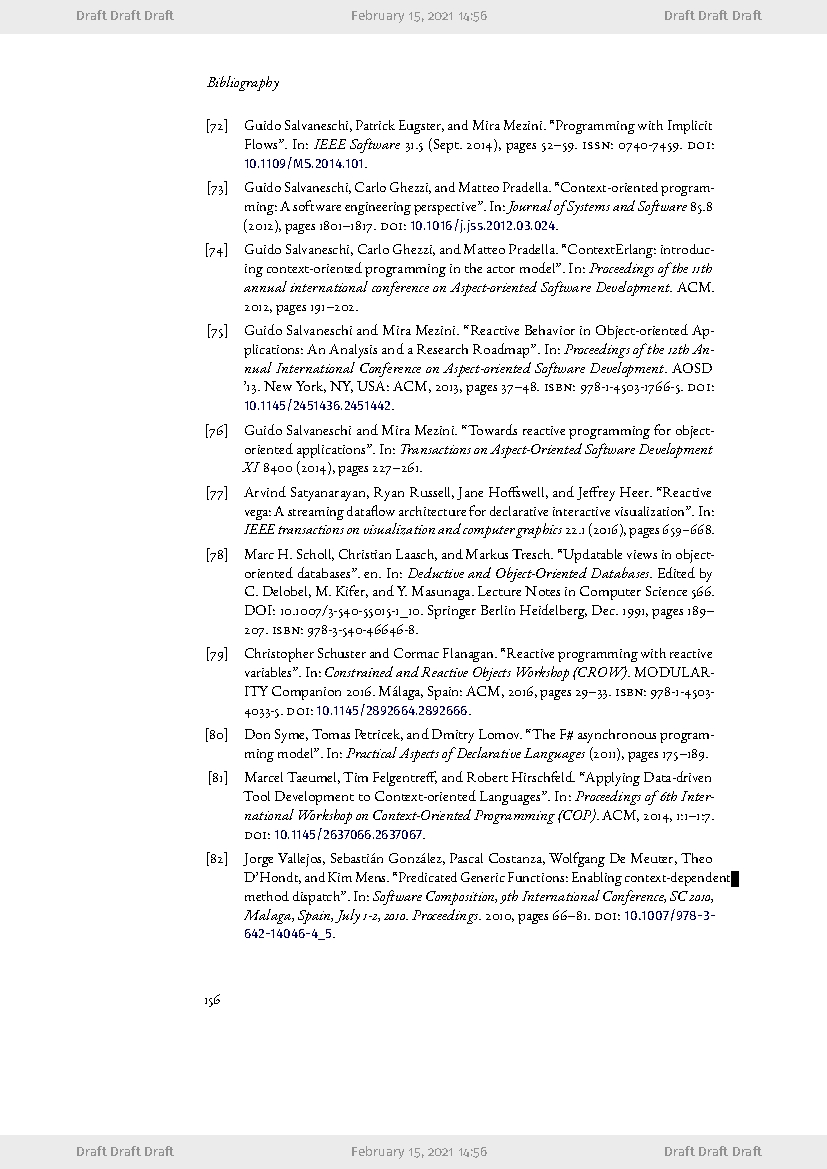 Draft Draft Draft February 15, 2021 14:56 Draft Draft Draft
Bibliography
[72] Guido Salvaneschi, Patrick Eugster, and Mira Mezini. “Programming with Implicit
Flows”. In: IEEE Software 31.5 (Sept. 2014), pages 52–59. ISSN: 0740-7459. DOI:
10.1109/MS.2014.101.
[73] Guido Salvaneschi, Carlo Ghezzi, and Matteo Pradella. “Context-oriented program-
ming: A software engineering perspective”. In: Journal of Systems and Software 85.8
(2012), pages 1801–1817. DOI: 10.1016/j.jss.2012.03.024.
[74] Guido Salvaneschi, Carlo Ghezzi, and Matteo Pradella. “ContextErlang: introduc-
ing context-oriented programming in the actor model”. In: Proceedings of the 11th
annual international conference on Aspect-oriented Software Development. ACM.
2012, pages 191–202.
[75] Guido Salvaneschi and Mira Mezini. “Reactive Behavior in Object-oriented Ap-
plications: An Analysis and a Research Roadmap”. In: Proceedings of the 12th An-
nual International Conference on Aspect-oriented Software Development. AOSD
’13. New York, NY, USA: ACM, 2013, pages 37–48. ISBN: 978-1-4503-1766-5. DOI:
10.1145/2451436.2451442.
[76] Guido Salvaneschi and Mira Mezini. “Towards reactive programming for object-
oriented applications”. In: Transactions on Aspect-Oriented Software Development
XI 8400 (2014), pages 227–261.
[77] Arvind Satyanarayan, Ryan Russell, Jane Hoffswell, and Jeffrey Heer. “Reactive
vega: A streaming dataflow architecture for declarative interactive visualization”. In:
IEEE transactions on visualization and computer graphics 22.1 (2016), pages 659–668.
[78] Marc H. Scholl, Christian Laasch, and Markus Tresch. “Updatable views in object-
oriented databases”. en. In: Deductive and Object-Oriented Databases. Edited by
C. Delobel, M. Kifer, and Y. Masunaga. Lecture Notes in Computer Science 566.
DOI: 10.1007/3-540-55015-1_10. Springer Berlin Heidelberg, Dec. 1991, pages 189–
207. ISBN: 978-3-540-46646-8.
[79] Christopher Schuster and Cormac Flanagan. “Reactive programming with reactive
variables”. In: Constrained and Reactive Objects Workshop (CROW). MODULAR-
ITY Companion 2016. Málaga, Spain: ACM, 2016, pages 29–33. ISBN: 978-1-4503-
4033-5. DOI: 10.1145/2892664.2892666.
[80] Don Syme, Tomas Petricek, and Dmitry Lomov. “The F# asynchronous program-
ming model”. In: Practical Aspects of Declarative Languages (2011), pages 175–189.
[81] Marcel Taeumel, Tim Felgentreff, and Robert Hirschfeld. “Applying Data-driven
Tool Development to Context-oriented Languages”. In: Proceedings of 6th Inter-
national Workshop on Context-Oriented Programming (COP). ACM, 2014, 1:1–1:7.
DOI: 10.1145/2637066.2637067.
[82] Jorge Vallejos, Sebastián González, Pascal Costanza, Wolfgang De Meuter, Theo
D’Hondt, and Kim Mens. “Predicated Generic Functions: Enabling context-dependent
method dispatch”. In: Software Composition, 9th International Conference, SC 2010,
Malaga, Spain, July 1-2, 2010. Proceedings. 2010, pages 66–81. DOI: 10.1007/978-3-
642-14046-4_5.
156
Draft Draft Draft February 15, 2021 14:56 Draft Draft Draft